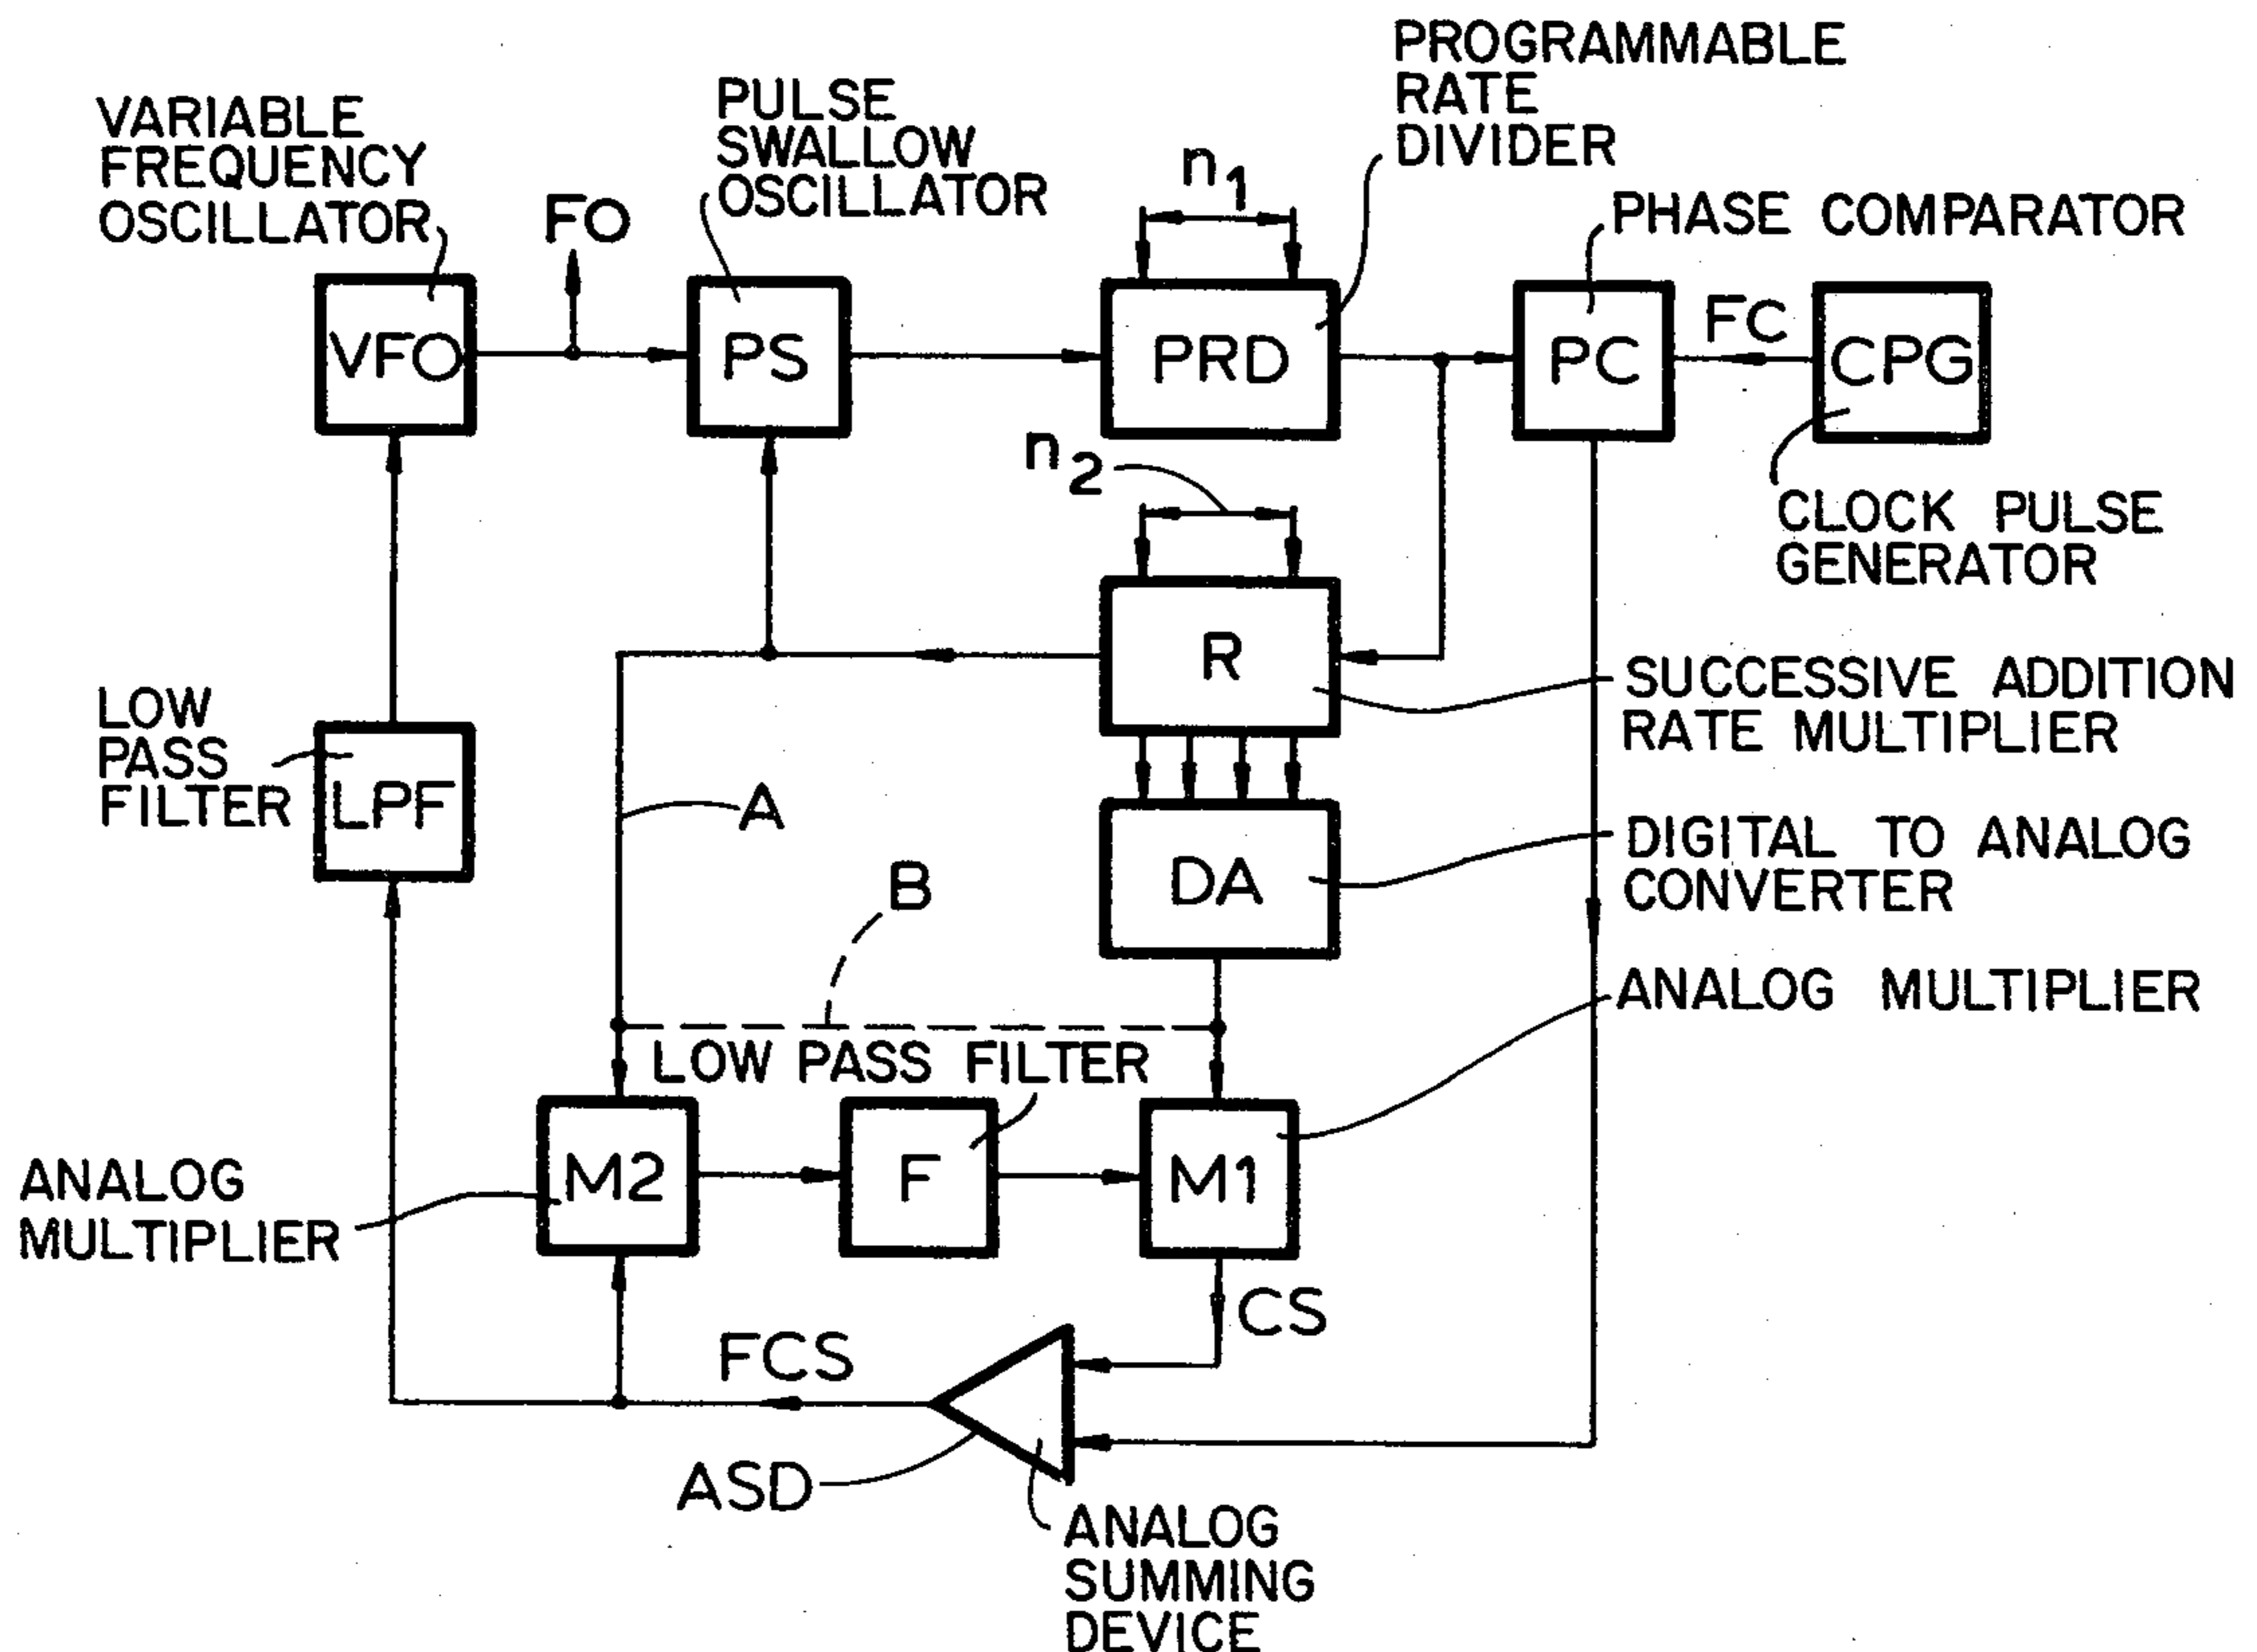 PROGRAMMABLE
RATE
DIVIDER
VARIABLE
FREQUENCY
OSCILLATOR
FO
PULSE
SWALLOW
OSCILLATOR
n1
PHASE COMPARATOR
VFO
PS
PRD
PC
FC
CPG
n2
CLOCK PULSE
GENERATOR
R
SUCCESSIVE ADDITION
RATE MULTIPLIER
LOW
PASS
FILTER
LPF
A
B
DA
DIGITAL TO ANALOG
CONVERTER
ANALOG MULTIPLIER
LOW PASS FILTER
M2
F
M1
ANALOG
MULTIPLIER
CS
FCS
ASD
ANALOG
SUMMING
DEVICE